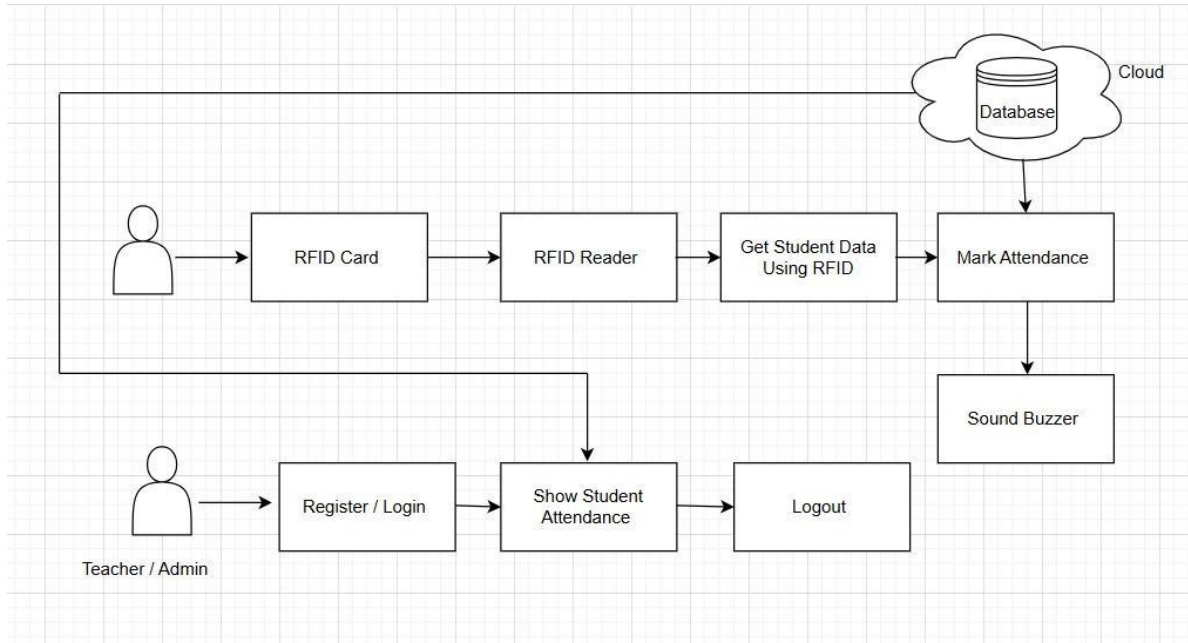 Cloud
Database
RFID Card
RFID Reader
Get Student Data
Using RFID
Mark Attendance
Sound Buzzer
Register / Login
Show Student
Attendance
Logout
Teacher / Admin